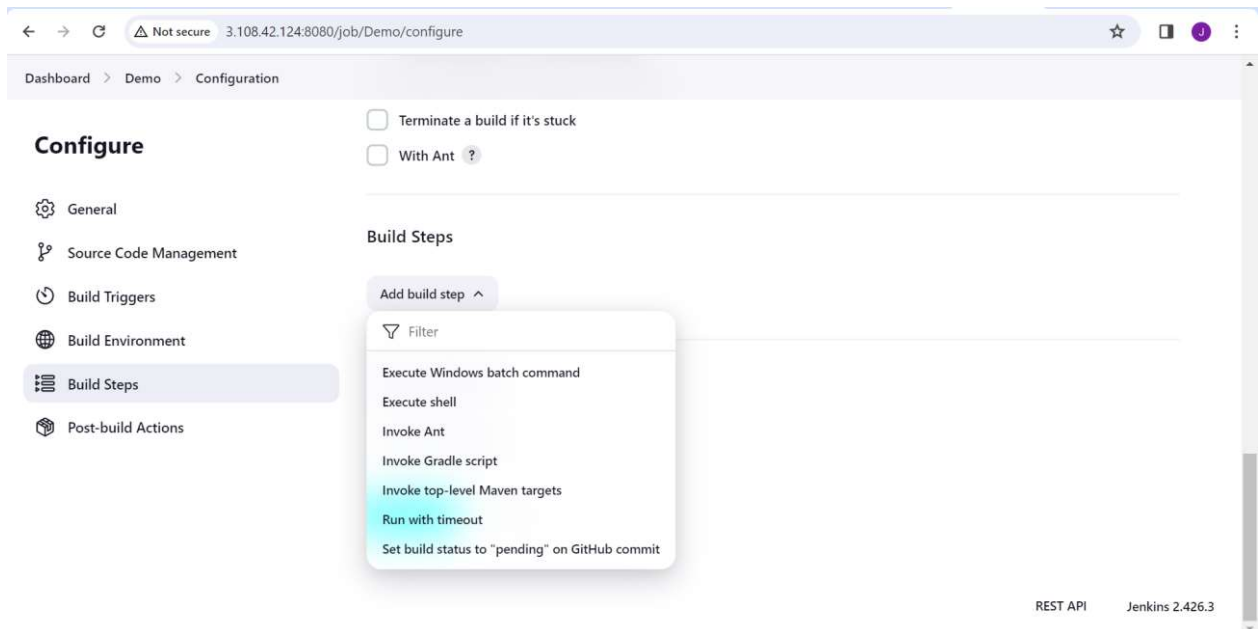 Not secure 3.108.42.124:8080/job/Demo/configure
J
Dashboard > Demo > Configuration
Configure
General
Source Code Management
Build Triggers
Build Environment
Build Steps
Post-build Actions
Terminate a build if it's stuck
With Ant ?
Build Steps
Add build step
Filter
Execute Windows batch command
Execute shell
Invoke Ant
Invoke Gradle script
Invoke top-level Maven targets
Run with timeout
Set build status to "pending" on GitHub commit
REST API Jenkins 2.426.3